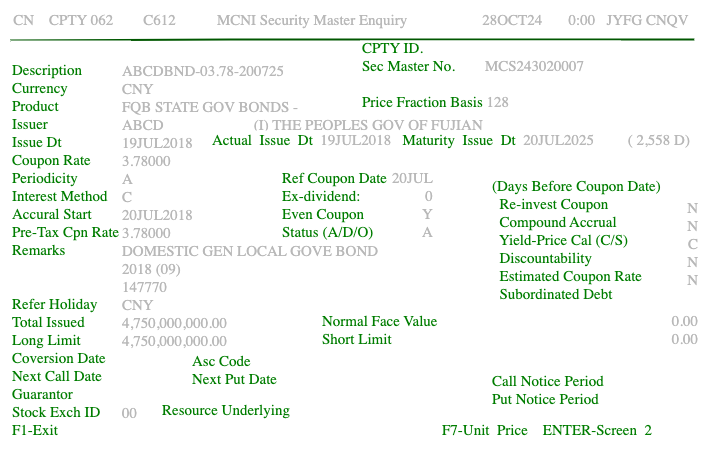 CN CPTY 062 C612 MCNI Security Master Enquiry 28OCT24 0:00 JYFG CNQV
CPTY ID.
Description ABCDBND-03.78-200725 Sec Master No. MCS243020007
Currency CNY
Product FQB STATE GOV BONDS - Price Fraction Basis 128
Issuer ABCD (I) THE PEOPLES GOV OF FUJIAN
Issue Dt 19JUL2018 Actual Issue Dt 19JUL2018 Maturity Issue Dt 20JUL2025 ( 2,558 D)
Coupon Rate 3.78000
Periodicity A Ref Coupon Date 20JUL (Days Before Coupon Date)
Interest Method C Ex-dividend: 0 Re-invest Coupon N
Accural Start 20JUL2018 Even Coupon Y Compound Accrual N
Pre-Tax Cpn Rate 3.78000 Status (A/D/O) A Yield-Price Cal (C/S) C
Remarks DOMESTIC GEN LOCAL GOVE BOND Discountability N
2018 (09) Estimated Coupon Rate N
147770 Subordinated Debt
Refer Holiday CNY
Total Issued 4,750,000,000.00 Normal Face Value 0.00
Long Limit 4,750,000,000.00 Short Limit 0.00
Coversion Date Asc Code
Next Call Date Next Put Date Call Notice Period
Guarantor Put Notice Period
Stock Exch ID 00 Resource Underlying
F1-Exit F7-Unit Price ENTER-Screen 2